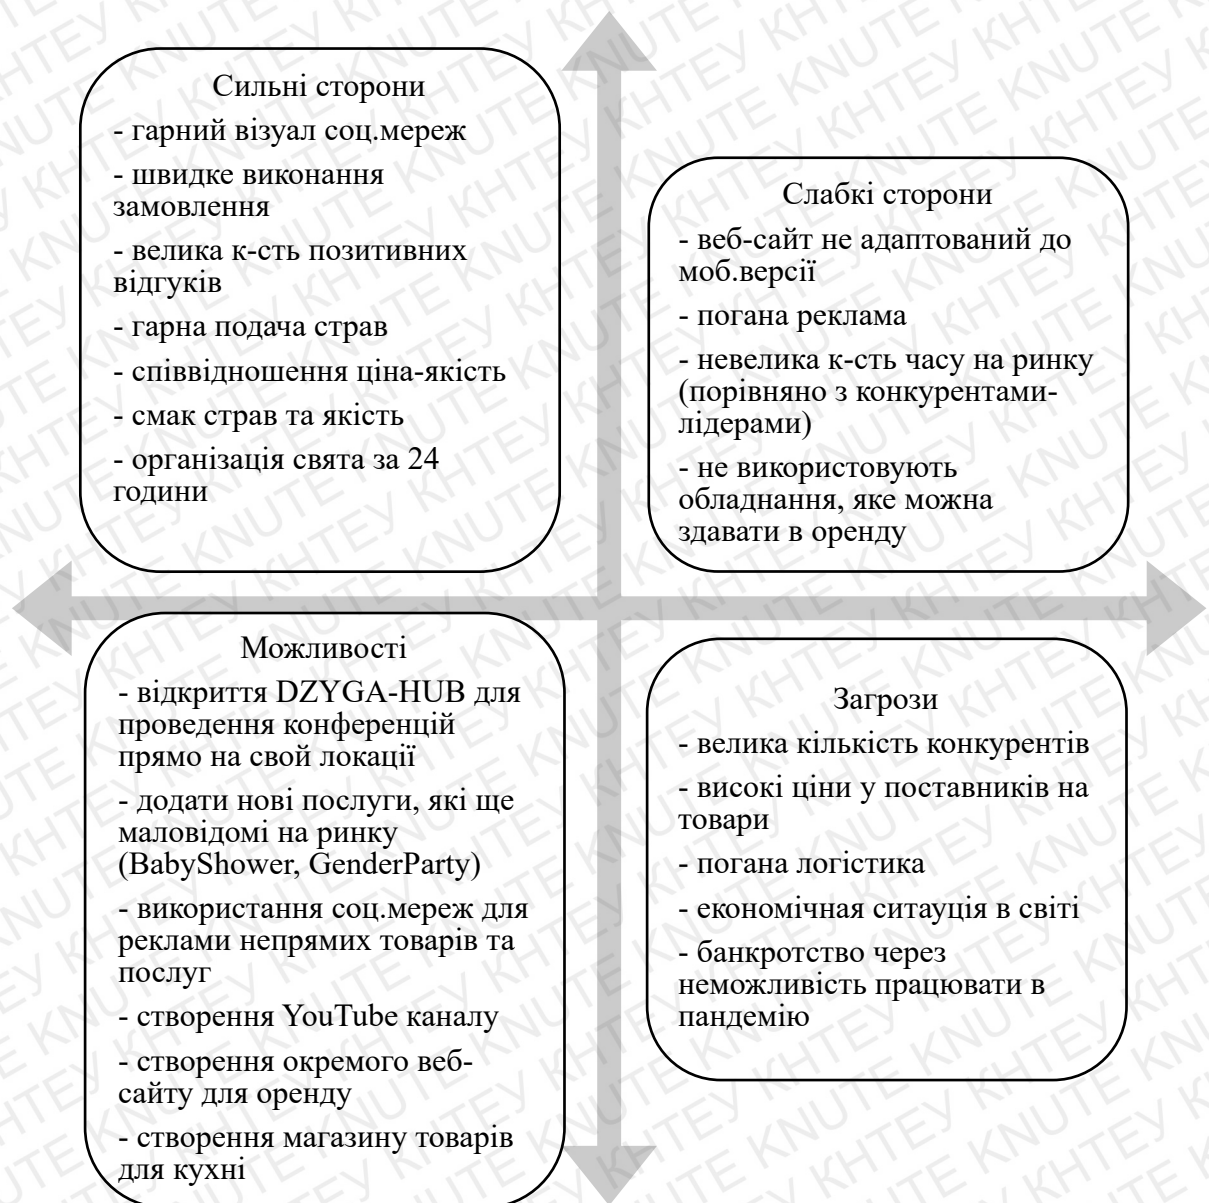 Сильні сторони
- гарний візуал соц.мереж
- швидке виконання
замовлення
- велика к-сть позитивних
відгуків
- гарна подача страв
- співвідношення ціна-якість
- смак страв та якість
- організація свята за 24
години
Слабкі сторони
- веб-сайт не адаптований до
моб.версії
- погана реклама
- невелика к-сть часу на ринку
(порівняно з конкурентами-
лідерами)
- не використовують
обладнання, яке можна
здавати в оренду
Можливості
- відкриття DZYGA-HUB для
проведення конференцій
прямо на свой локації
- додати нові послуги, які ще
маловідомі на ринку
(BabyShower, GenderParty)
- використання соц.мереж для
реклами непрямих товарів та
послуг
- створення YouTube каналу
- створення окремого веб-
сайту для оренду
- створення магазину товарів
для кухні
Загрози
- велика кількість конкурентів
- високі ціни у поставників на
товари
- погана логістика
- економічная ситауція в світі
- банкротство через
неможливість працювати в
пандемію